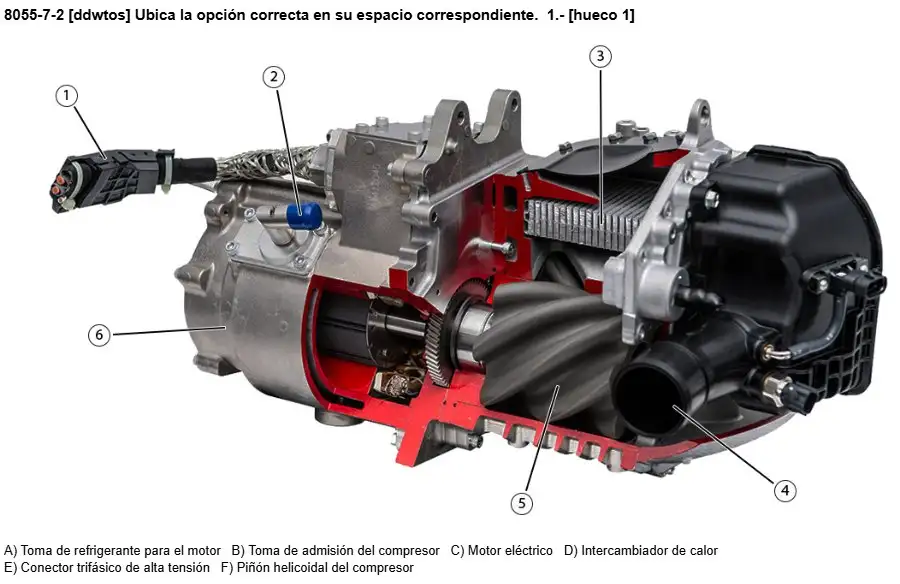 8055-7-2 [ddwtos] Ubica la opción correcta en su espacio correspondiente.  1.- [hueco 1]
3
2
1
6
4
5
A) Toma de refrigerante para el motor   B) Toma de admisión del compresor   C) Motor eléctrico   D) Intercambiador de calor
E) Conector trifásico de alta tensión   F) Piñón helicoidal del compresor